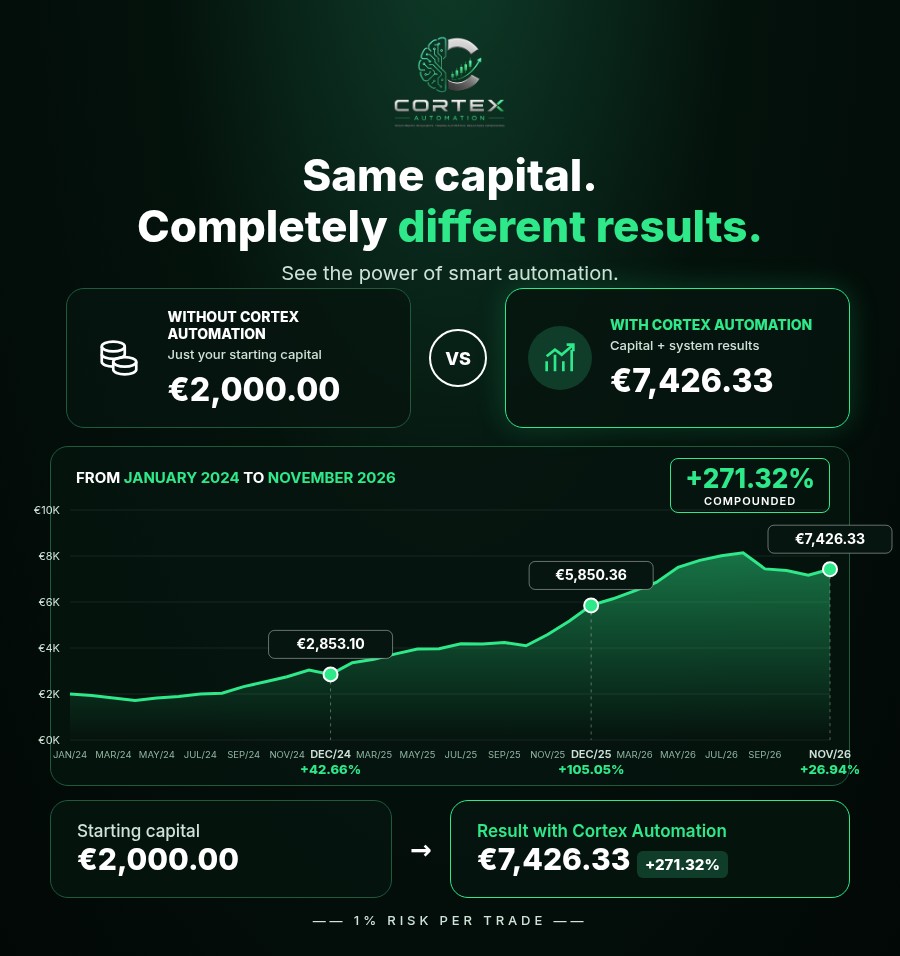 CORTEX
AUTOMATION
Same capital.
Completely different results.
See the power of smart automation.
WITHOUT CORTEX
AUTOMATION
Just your starting capital
€2,000.00
VS
WITH CORTEX AUTOMATION
Capital + system results
€7,426.33
FROM JANUARY 2024 TO NOVEMBER 2026
+271.32%
COMPOUNDED
€10K
€8K
€6K
€4K
€2K
€0K
€2,853.10
€5,850.36
€7,426.33
JAN/24 MAR/24 MAY/24 JUL/24 SEP/24 NOV/24 DEC/24 MAR/25 MAY/25 JUL/25 SEP/25 NOV/25 DEC/25 MAR/26 MAY/26 JUL/26 SEP/26 NOV/26
+42.66% +105.05% +26.94%
Starting capital
€2,000.00
→
Result with Cortex Automation
€7,426.33 +271.32%
—— 1% RISK PER TRADE ——